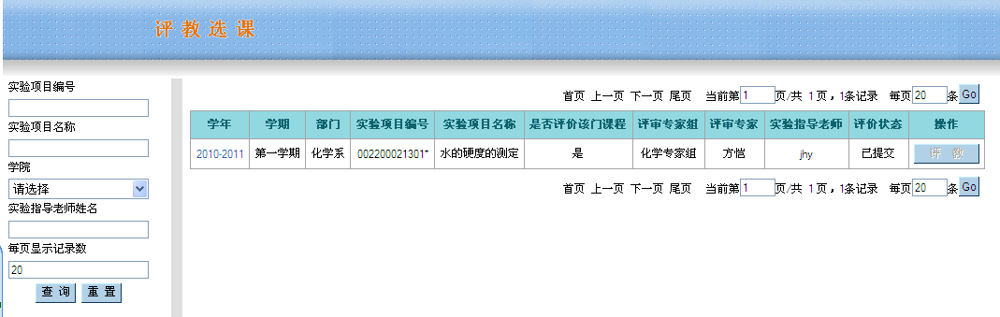 评教选课
实验项目编号
实验项目名称
学院
请选择
实验指导老师姓名
每页显示记录数
20
查询 重置
首页 上一页 下一页 尾页 当前第1页/共 1页，1条记录 每页20条Go
学年 学期 部门 实验项目编号 实验项目名称 是否评价该门课程 评审专家组 评审专家 实验指导老师 评价状态 操作
2010-2011 第一学期 化学系 002200021301* 水的硬度的测定 是 化学专家组 方恺 jhy 已提交 评 教
首页 上一页 下一页 尾页 当前第1页/共 1页，1条记录 每页20条Go